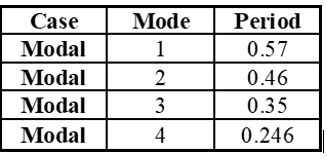 Case Mode Period
Modal 1 0.57
Modal 2 0.46
Modal 3 0.35
Modal 4 0.246